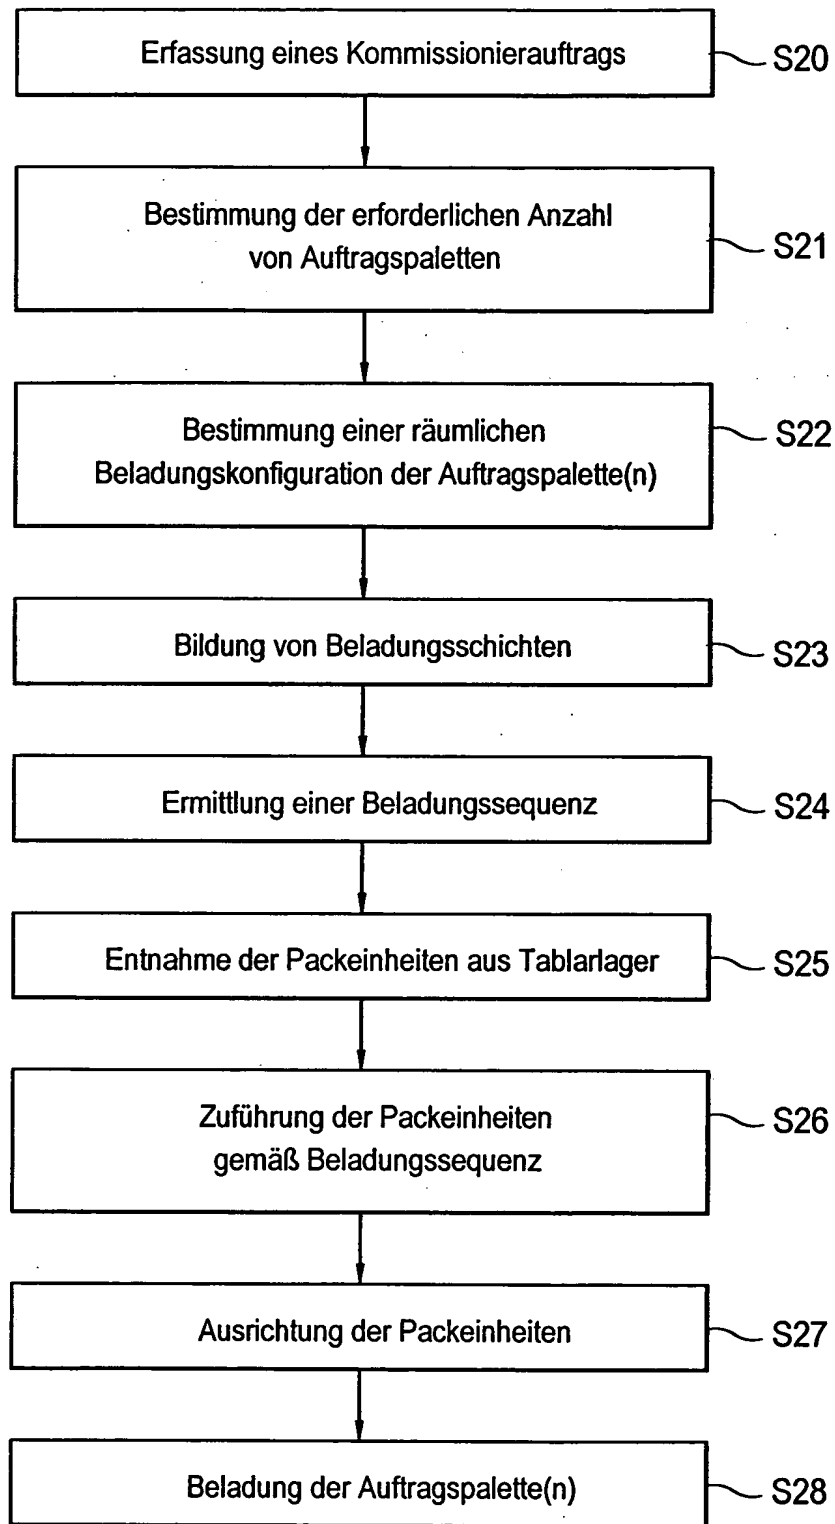 Erfassung eines Kommissionierauftrags
S20
Bestimmung der erforderlichen Anzahl
von Auftragspaletten
S21
Bestimmung einer räumlichen
Beladungskonfiguration der Auftragspalette(n)
S22
Bildung von Beladungsschichten
S23
Ermittlung einer Beladungssequenz
S24
Entnahme der Packeinheiten aus Tablarlager
S25
Zuführung der Packeinheiten
gemäß Beladungssequenz
S26
Ausrichtung der Packeinheiten
S27
Beladung der Auftragspalette(n)
S28